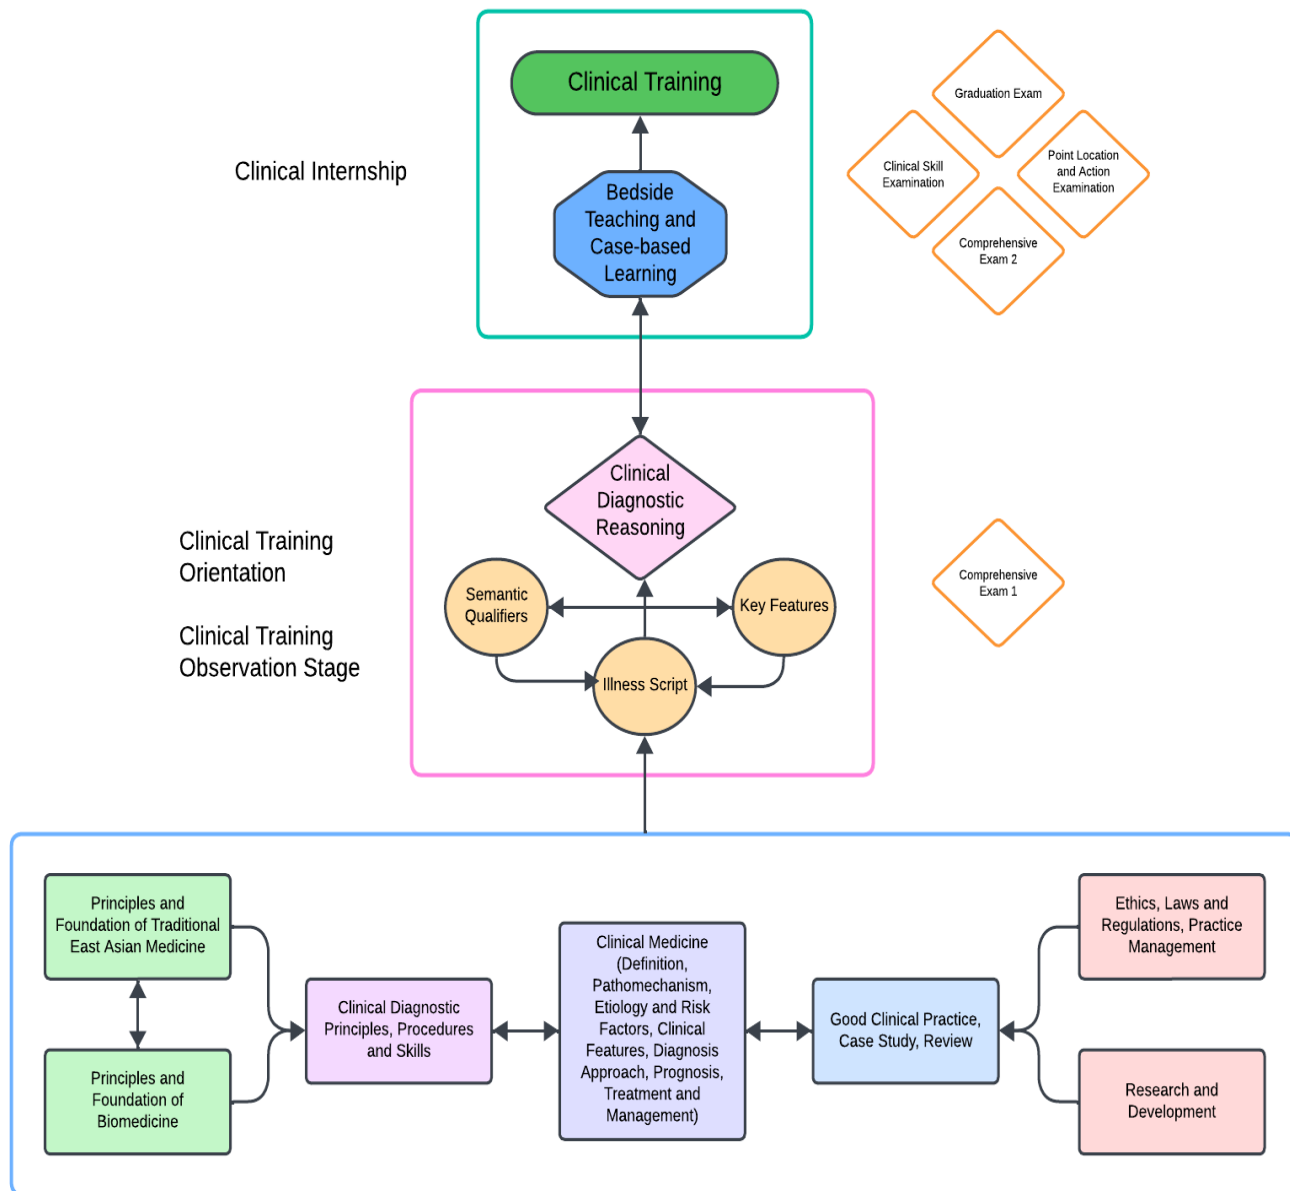 Clinical Training
Graduation Exam
Clinical Internship
Bedside
Teaching and
Case-based
Learning
Clinical Skill
Examination
Point Location
and Action
Examination
Comprehensive
Exam 2
Clinical
Diagnostic
Reasoning
Clinical Training
Orientation
Clinical Training
Observation Stage
Semantic
Qualifiers
Key Features
Illness Script
Comprehensive
Exam 1
Principles and
Foundation of Traditional
East Asian Medicine
Principles and
Foundation of
Biomedicine
Clinical Diagnostic
Principles, Procedures
and Skills
Clinical Medicine
(Definition,
Pathomechanism,
Etiology and Risk
Factors, Clinical
Features, Diagnosis
Approach, Prognosis,
Treatment and
Management)
Good Clinical Practice,
Case Study, Review
Ethics, Laws and
Regulations, Practice
Management
Research and
Development